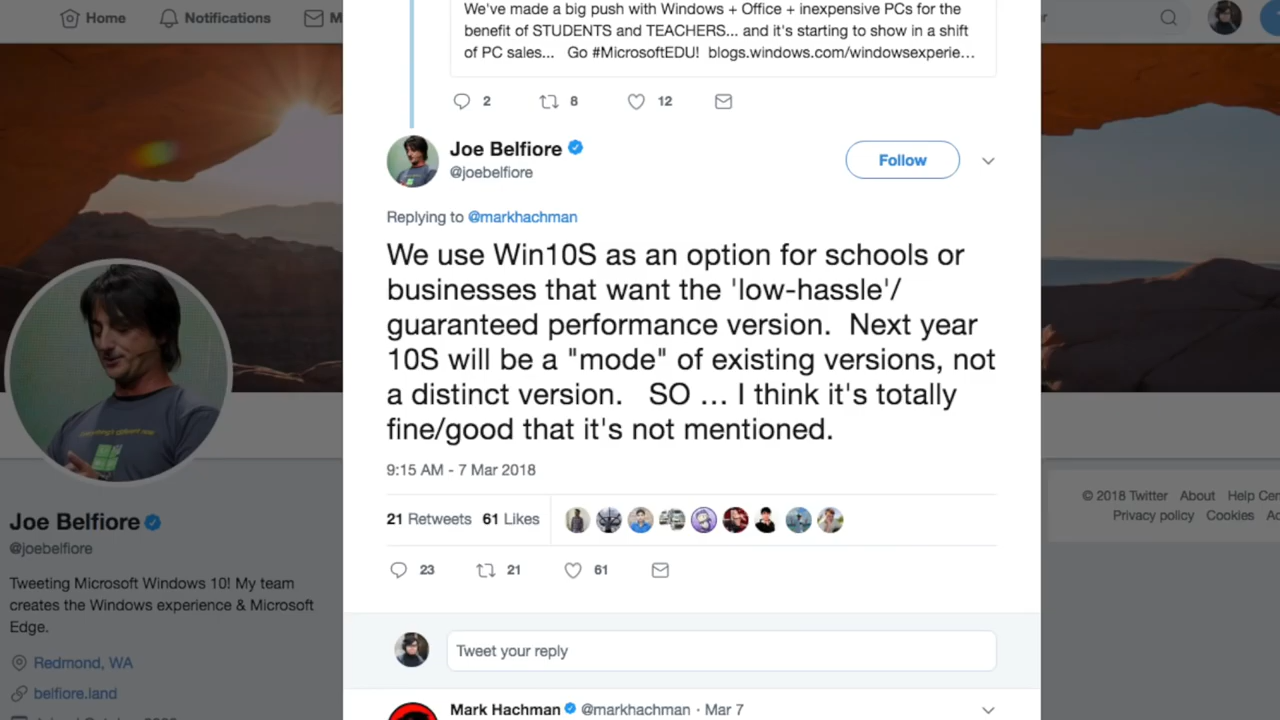 Home
Notifications
M
We've made a big push with Windows + Office + inexpensive PCs for the
benefit of STUDENTS and TEACHERS... and it's starting to show in a shift
of PC sales... Go #MicrosoftEDU! blogs.windows.com/windowsexperie…
2 8 12
Joe Belfiore
@joebelfiore
Follow
Replying to @markhachman
We use Win10S as an option for schools or
businesses that want the 'low-hassle'/
guaranteed performance version. Next year
10S will be a "mode" of existing versions, not
a distinct version. SO ... I think it's totally
fine/good that it's not mentioned.
9:15 AM - 7 Mar 2018
21 Retweets 61 Likes
23 21 61
Tweet your reply
Mark Hachman @markhachman · Mar 7
Joe Belfiore
@joebelfiore
Tweeting Microsoft Windows 10! My team
creates the Windows experience & Microsoft
Edge.
Redmond, WA
belfiore.land
© 2018 Twitter About Help Cen
Privacy policy Cookies Ad